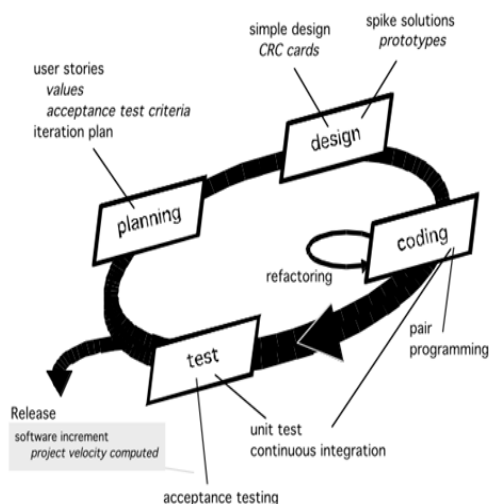 simple design
CRC cards
spike solutions
prototypes
user stories
values
acceptance test criteria
iteration plan
design
planning
coding
refactoring
test
pair
programming
Release
software increment
project velocity computed
unit test
continuous integration
acceptance testing